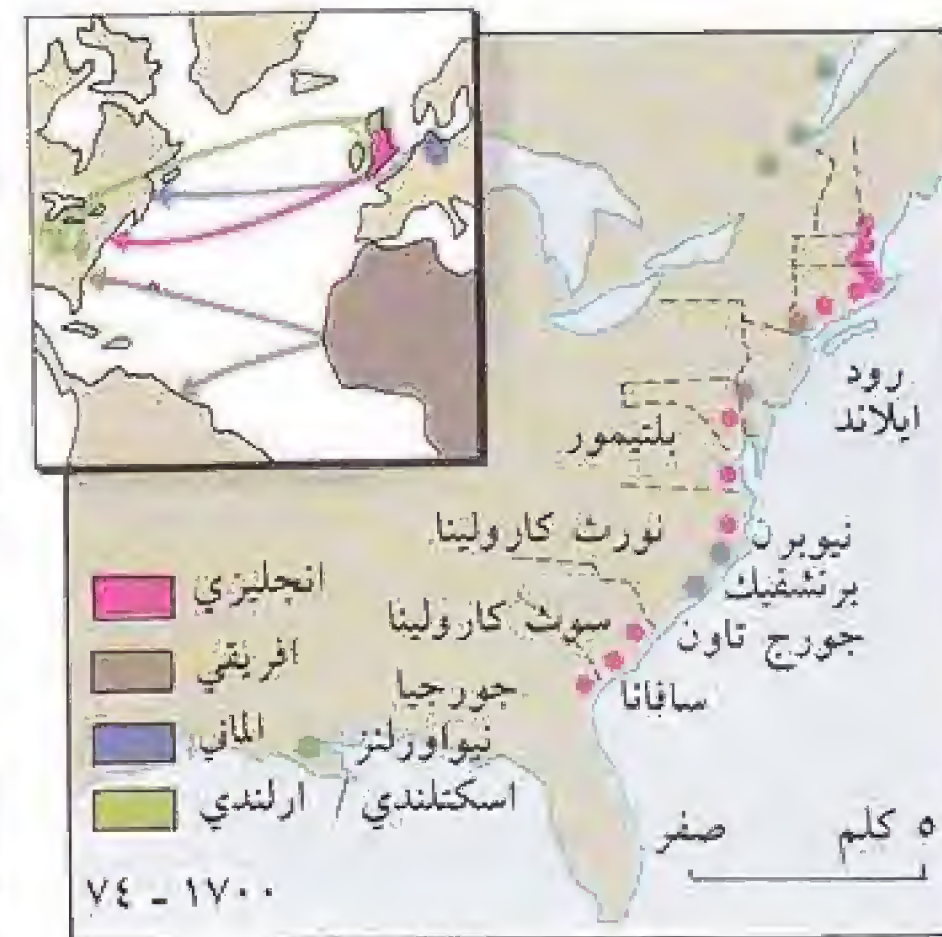 رود
ايلاند
بلتيمور
نورث كارولينا
نيوبرن
برنشفيك
سوث كارولينا
جورج تاون
جورجيا
سافانا
نيواورلنز
انجليزي
افريقي
الماني
اسكتلندي / ارلندي
صفر
٥ كلم
١٧٠٠ - ٧٤